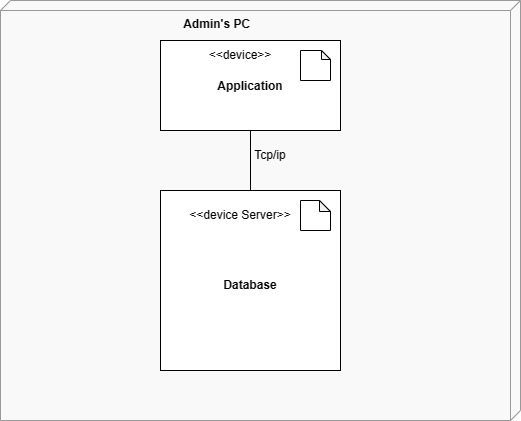 Admin's PC
<<device>>
Application
Tcp/ip
<<device Server>>
Database